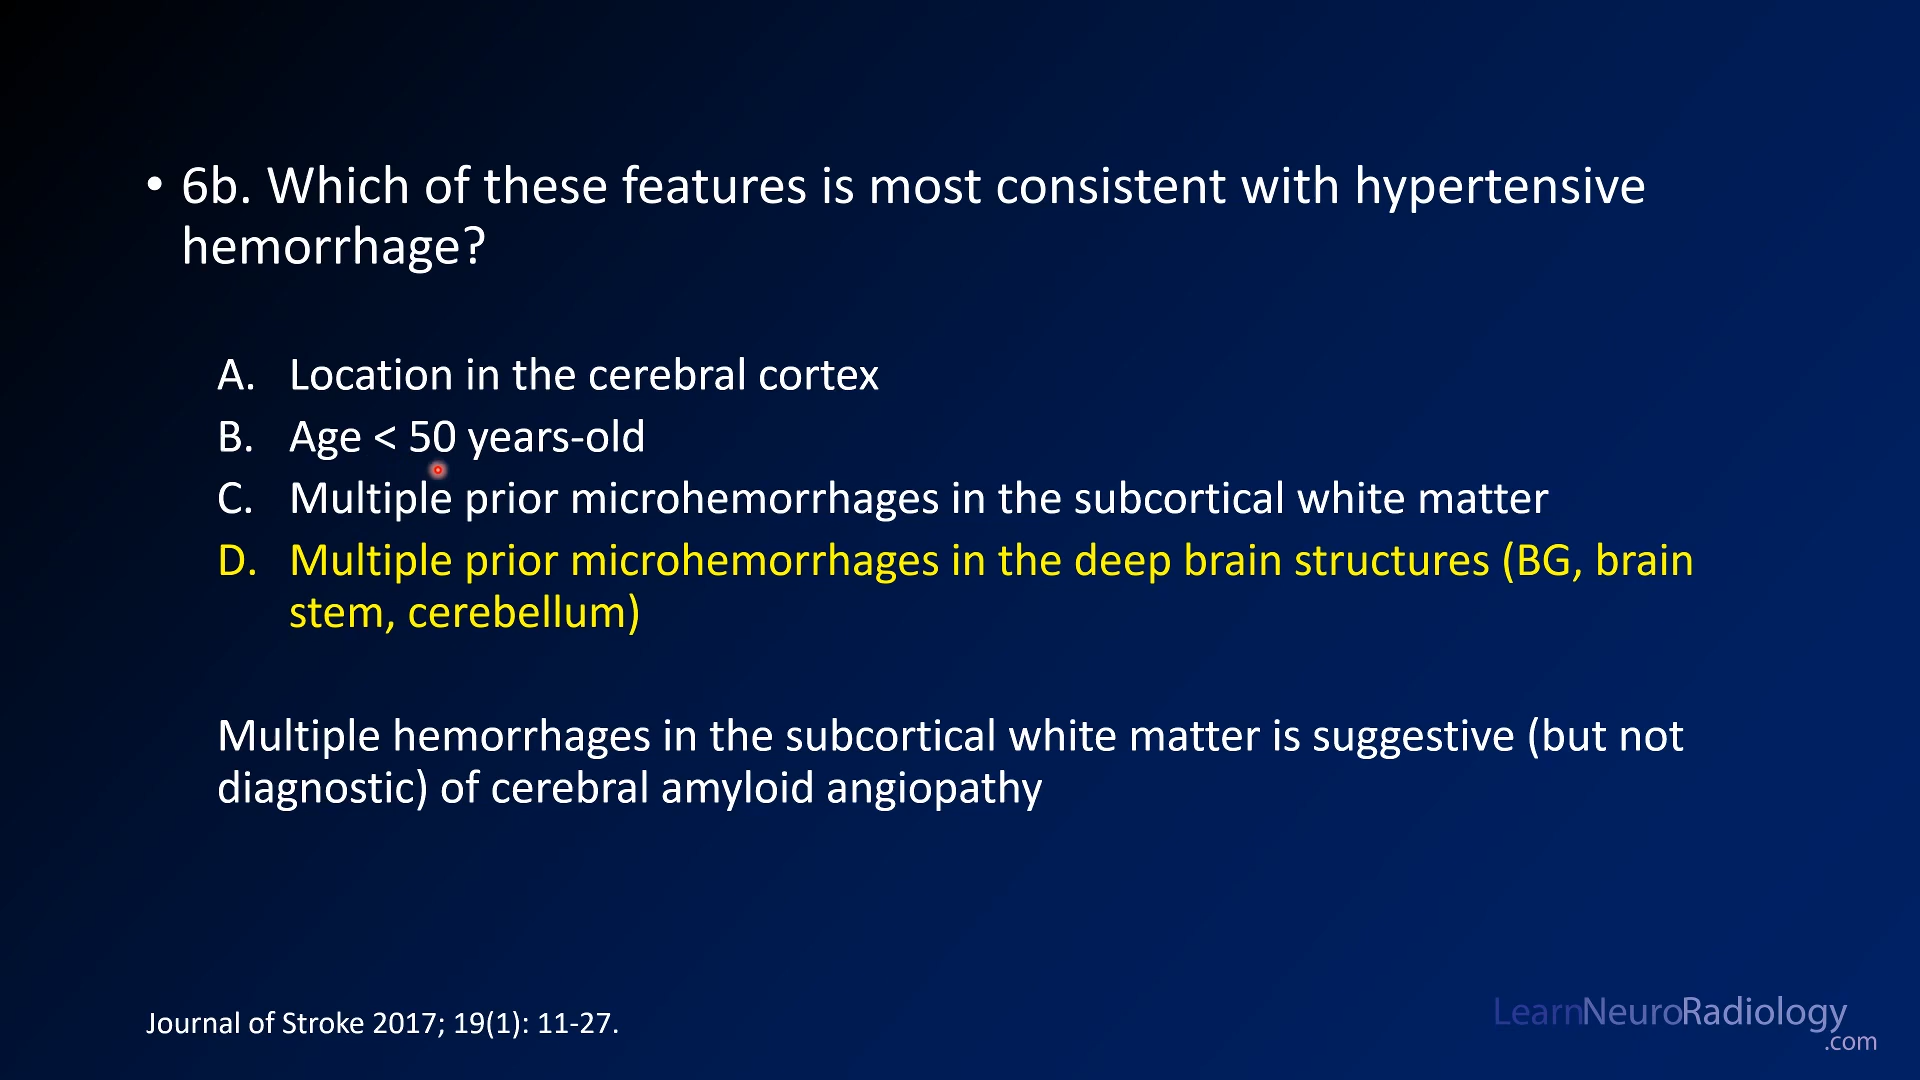 • 6b. Which of these features is most consistent with hypertensive
hemorrhage?
A. Location in the cerebral cortex
B. Age < 50 years-old
C. Multiple prior microhemorrhages in the subcortical white matter
D. Multiple prior microhemorrhages in the deep brain structures (BG, brain
stem, cerebellum)
Multiple hemorrhages in the subcortical white matter is suggestive (but not
diagnostic) of cerebral amyloid angiopathy
Journal of Stroke 2017; 19(1): 11-27.
LearnNeuroRadiology
.com